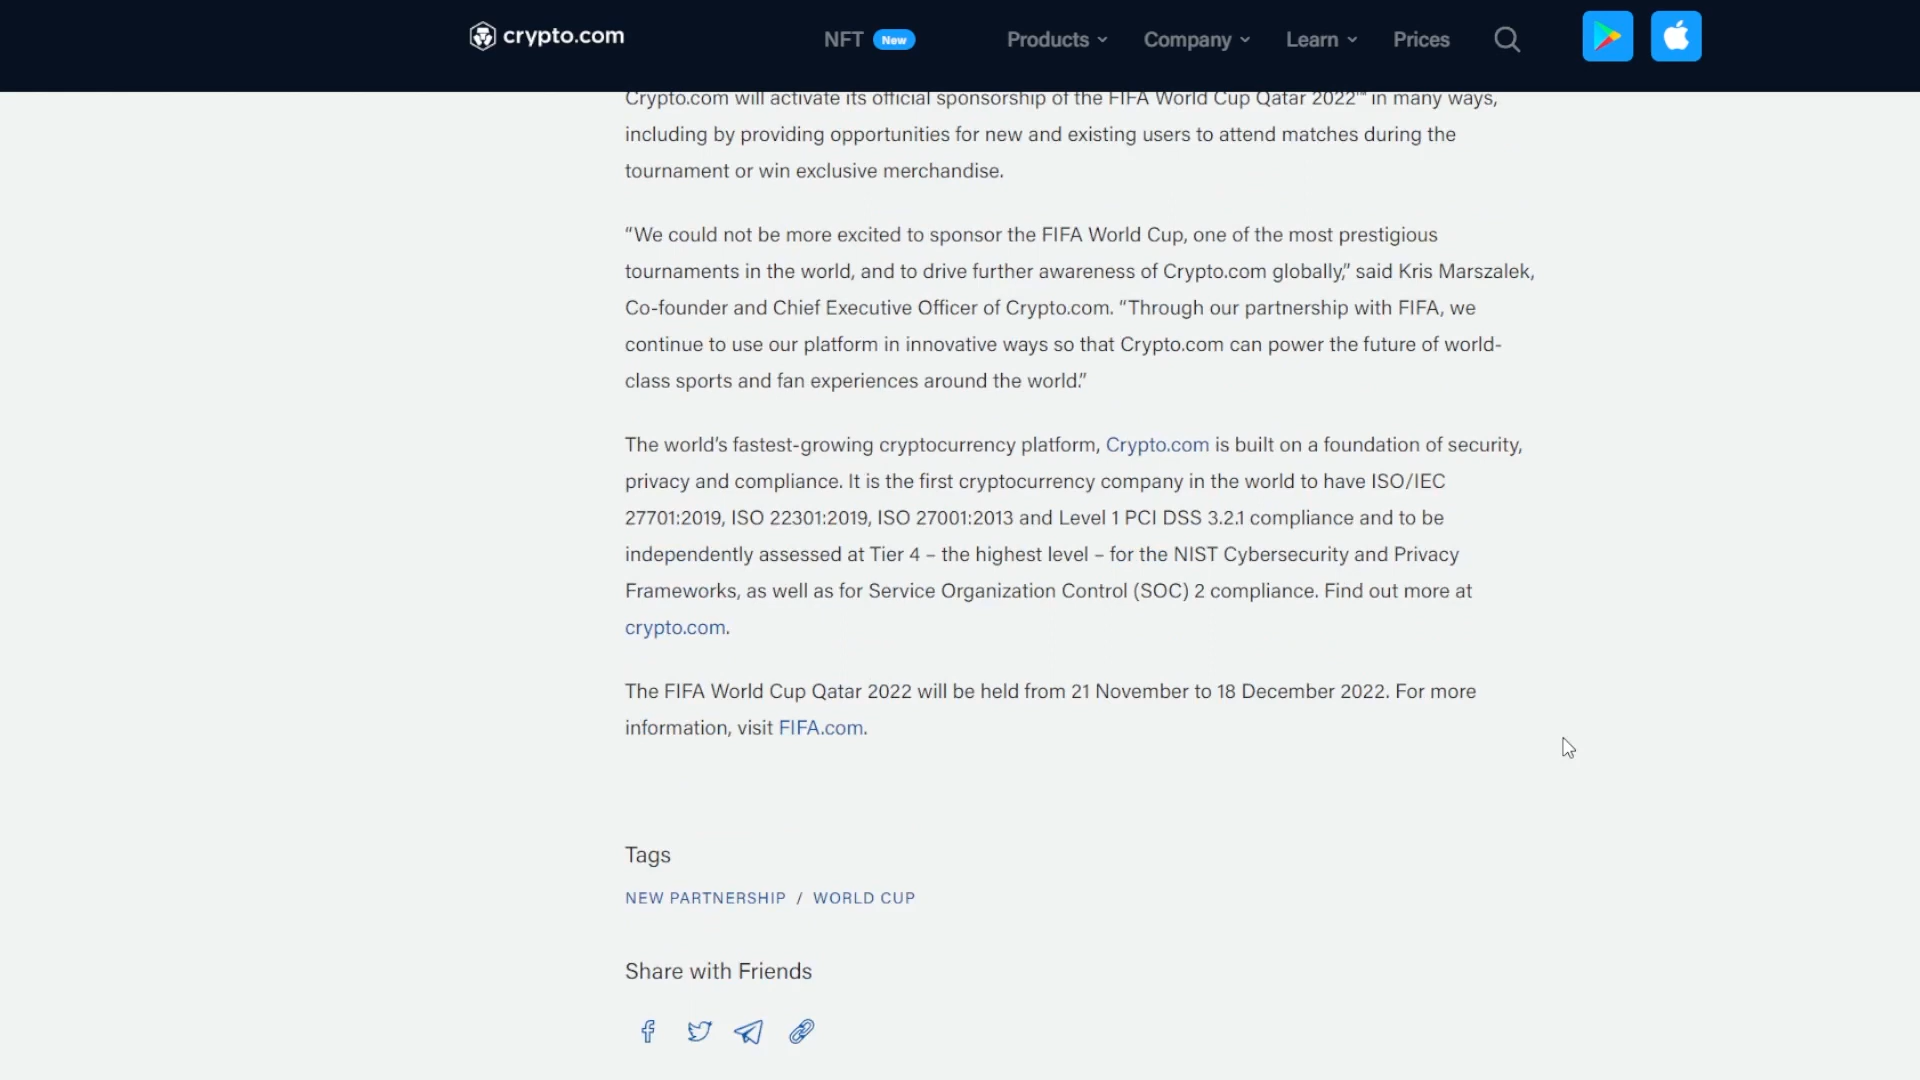 crypto.com
NFT New Products Company Learn Prices
Crypto.com will activate its official sponsorship of the FIFA World Cup Qatar 2022™ in many ways,
including by providing opportunities for new and existing users to attend matches during the
tournament or win exclusive merchandise.
“We could not be more excited to sponsor the FIFA World Cup, one of the most prestigious
tournaments in the world, and to drive further awareness of Crypto.com globally,” said Kris Marszalek,
Co-founder and Chief Executive Officer of Crypto.com. “Through our partnership with FIFA, we
continue to use our platform in innovative ways so that Crypto.com can power the future of world-
class sports and fan experiences around the world.”
The world’s fastest-growing cryptocurrency platform, Crypto.com is built on a foundation of security,
privacy and compliance. It is the first cryptocurrency company in the world to have ISO/IEC
27701:2019, ISO 22301:2019, ISO 27001:2013 and Level 1 PCI DSS 3.2.1 compliance and to be
independently assessed at Tier 4 – the highest level – for the NIST Cybersecurity and Privacy
Frameworks, as well as for Service Organization Control (SOC) 2 compliance. Find out more at
crypto.com.
The FIFA World Cup Qatar 2022 will be held from 21 November to 18 December 2022. For more
information, visit FIFA.com.
Tags
NEW PARTNERSHIP / WORLD CUP
Share with Friends